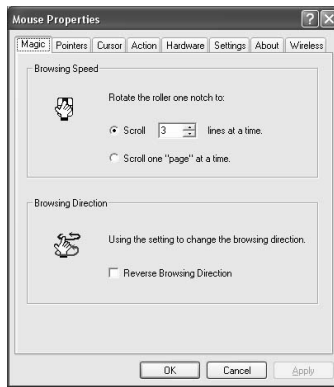 Mouse Properties
Magic Pointers Cursor Action Hardware Settings About Wireless
Browsing Speed
Rotate the roller one notch to:
Scroll 3 lines at a time.
Scroll one "page" at a time.
Browsing Direction
Using the setting to change the browsing direction.
Reverse Browsing Direction
OK Cancel Apply